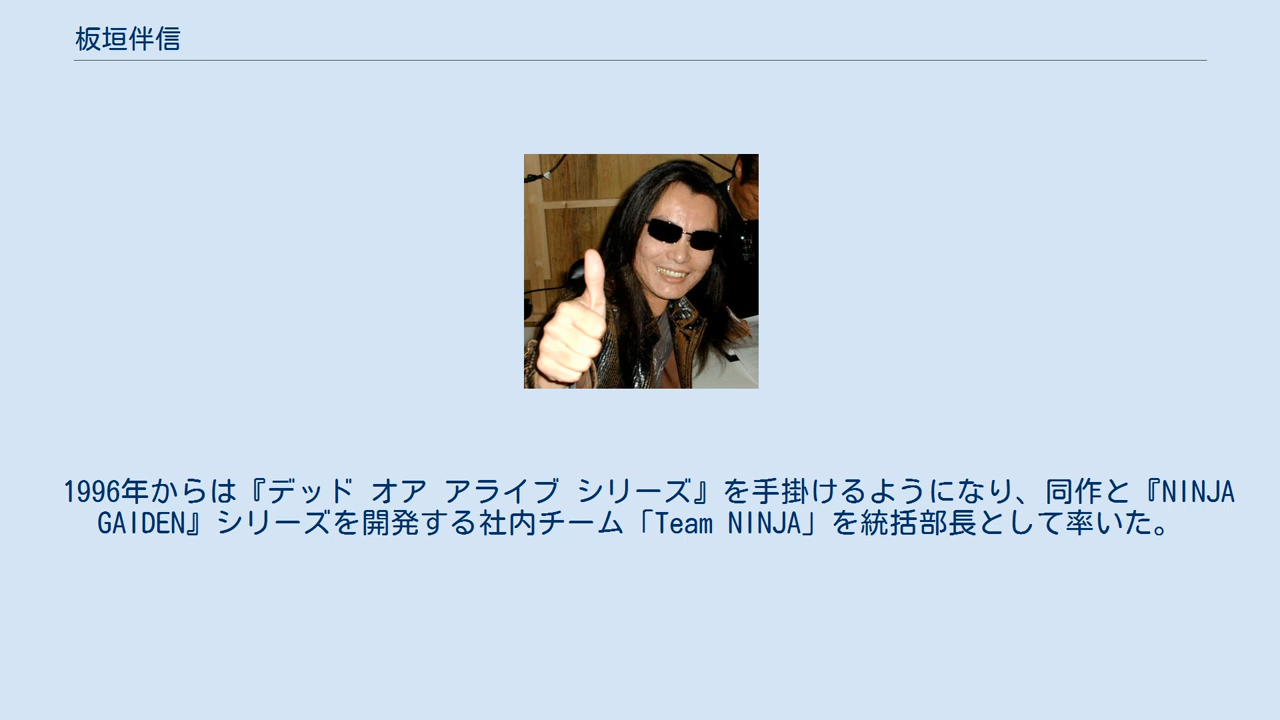 板垣伴信
1996年からは『デッド オア アライブ シリーズ』を手掛けるようになり、同作と『NINJA
GAIDEN』シリーズを開発する社内チーム「Team NINJA」を統括部長として率いた。